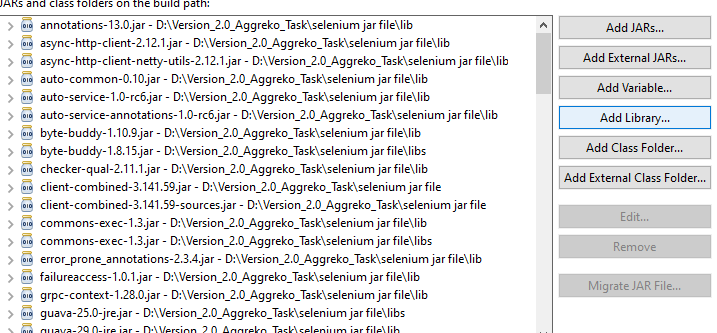 JARs and class folders on the build path:
annotations-13.0.jar - D:\Version_2.0_Aggreko_Task\selenium jar file\lib
async-http-client-2.12.1.jar - D:\Version_2.0_Aggreko_Task\selenium jar file\lib
async-http-client-netty-utils-2.12.1.jar - D:\Version_2.0_Aggreko_Task\selenium jar file\lib
auto-common-0.10.jar - D:\Version_2.0_Aggreko_Task\selenium jar file\lib
auto-service-1.0-rc6.jar - D:\Version_2.0_Aggreko_Task\selenium jar file\lib
auto-service-annotations-1.0-rc6.jar - D:\Version_2.0_Aggreko_Task\selenium jar file\lib
byte-buddy-1.10.9.jar - D:\Version_2.0_Aggreko_Task\selenium jar file\lib
byte-buddy-1.8.15.jar - D:\Version_2.0_Aggreko_Task\selenium jar file\libs
checker-qual-2.11.1.jar - D:\Version_2.0_Aggreko_Task\selenium jar file\lib
client-combined-3.141.59.jar - D:\Version_2.0_Aggreko_Task\selenium jar file
client-combined-3.141.59-sources.jar - D:\Version_2.0_Aggreko_Task\selenium jar file
commons-exec-1.3.jar - D:\Version_2.0_Aggreko_Task\selenium jar file\lib
commons-exec-1.3.jar - D:\Version_2.0_Aggreko_Task\selenium jar file\libs
error_prone_annotations-2.3.4.jar - D:\Version_2.0_Aggreko_Task\selenium jar file\lib
failureaccess-1.0.1.jar - D:\Version_2.0_Aggreko_Task\selenium jar file\lib
grpc-context-1.28.0.jar - D:\Version_2.0_Aggreko_Task\selenium jar file\lib
guava-25.0-jre.jar - D:\Version_2.0_Aggreko_Task\selenium jar file\libs
guava-29.0-jre.jar - D:\Version_2.0_Aggreko_Task\selenium jar file\lib
Add JARs...
Add External JARs...
Add Variable...
Add Library...
Add Class Folder...
Add External Class Folder...
Edit...
Remove
Migrate JAR File...